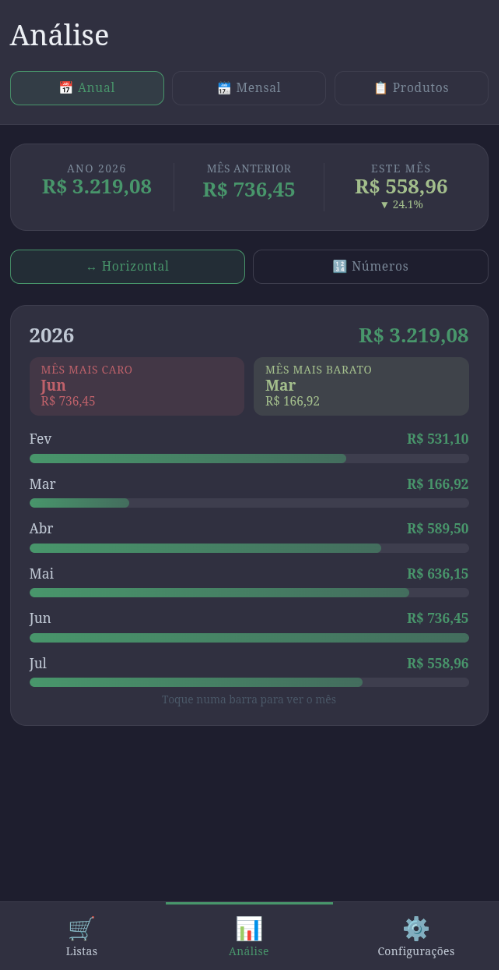 Análise
📅 Anual
🗓️ Mensal
📋 Produtos
ANO 2026
R$ 3.219,08
MÊS ANTERIOR
R$ 736,45
ESTE MÊS
R$ 558,96
▼ 24.1%
↔ Horizontal
🔢 Números
2026
R$ 3.219,08
MÊS MAIS CARO
Jun
R$ 736,45
MÊS MAIS BARATO
Mar
R$ 166,92
Fev
R$ 531,10
Mar
R$ 166,92
Abr
R$ 589,50
Mai
R$ 636,15
Jun
R$ 736,45
Jul
R$ 558,96
Toque numa barra para ver o mês
Listas
Análise
Configurações